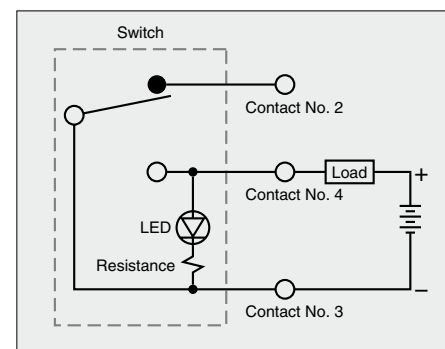 Switch
Contact No. 2
Load
+
Contact No. 4
LED
Resistance
−
Contact No. 3